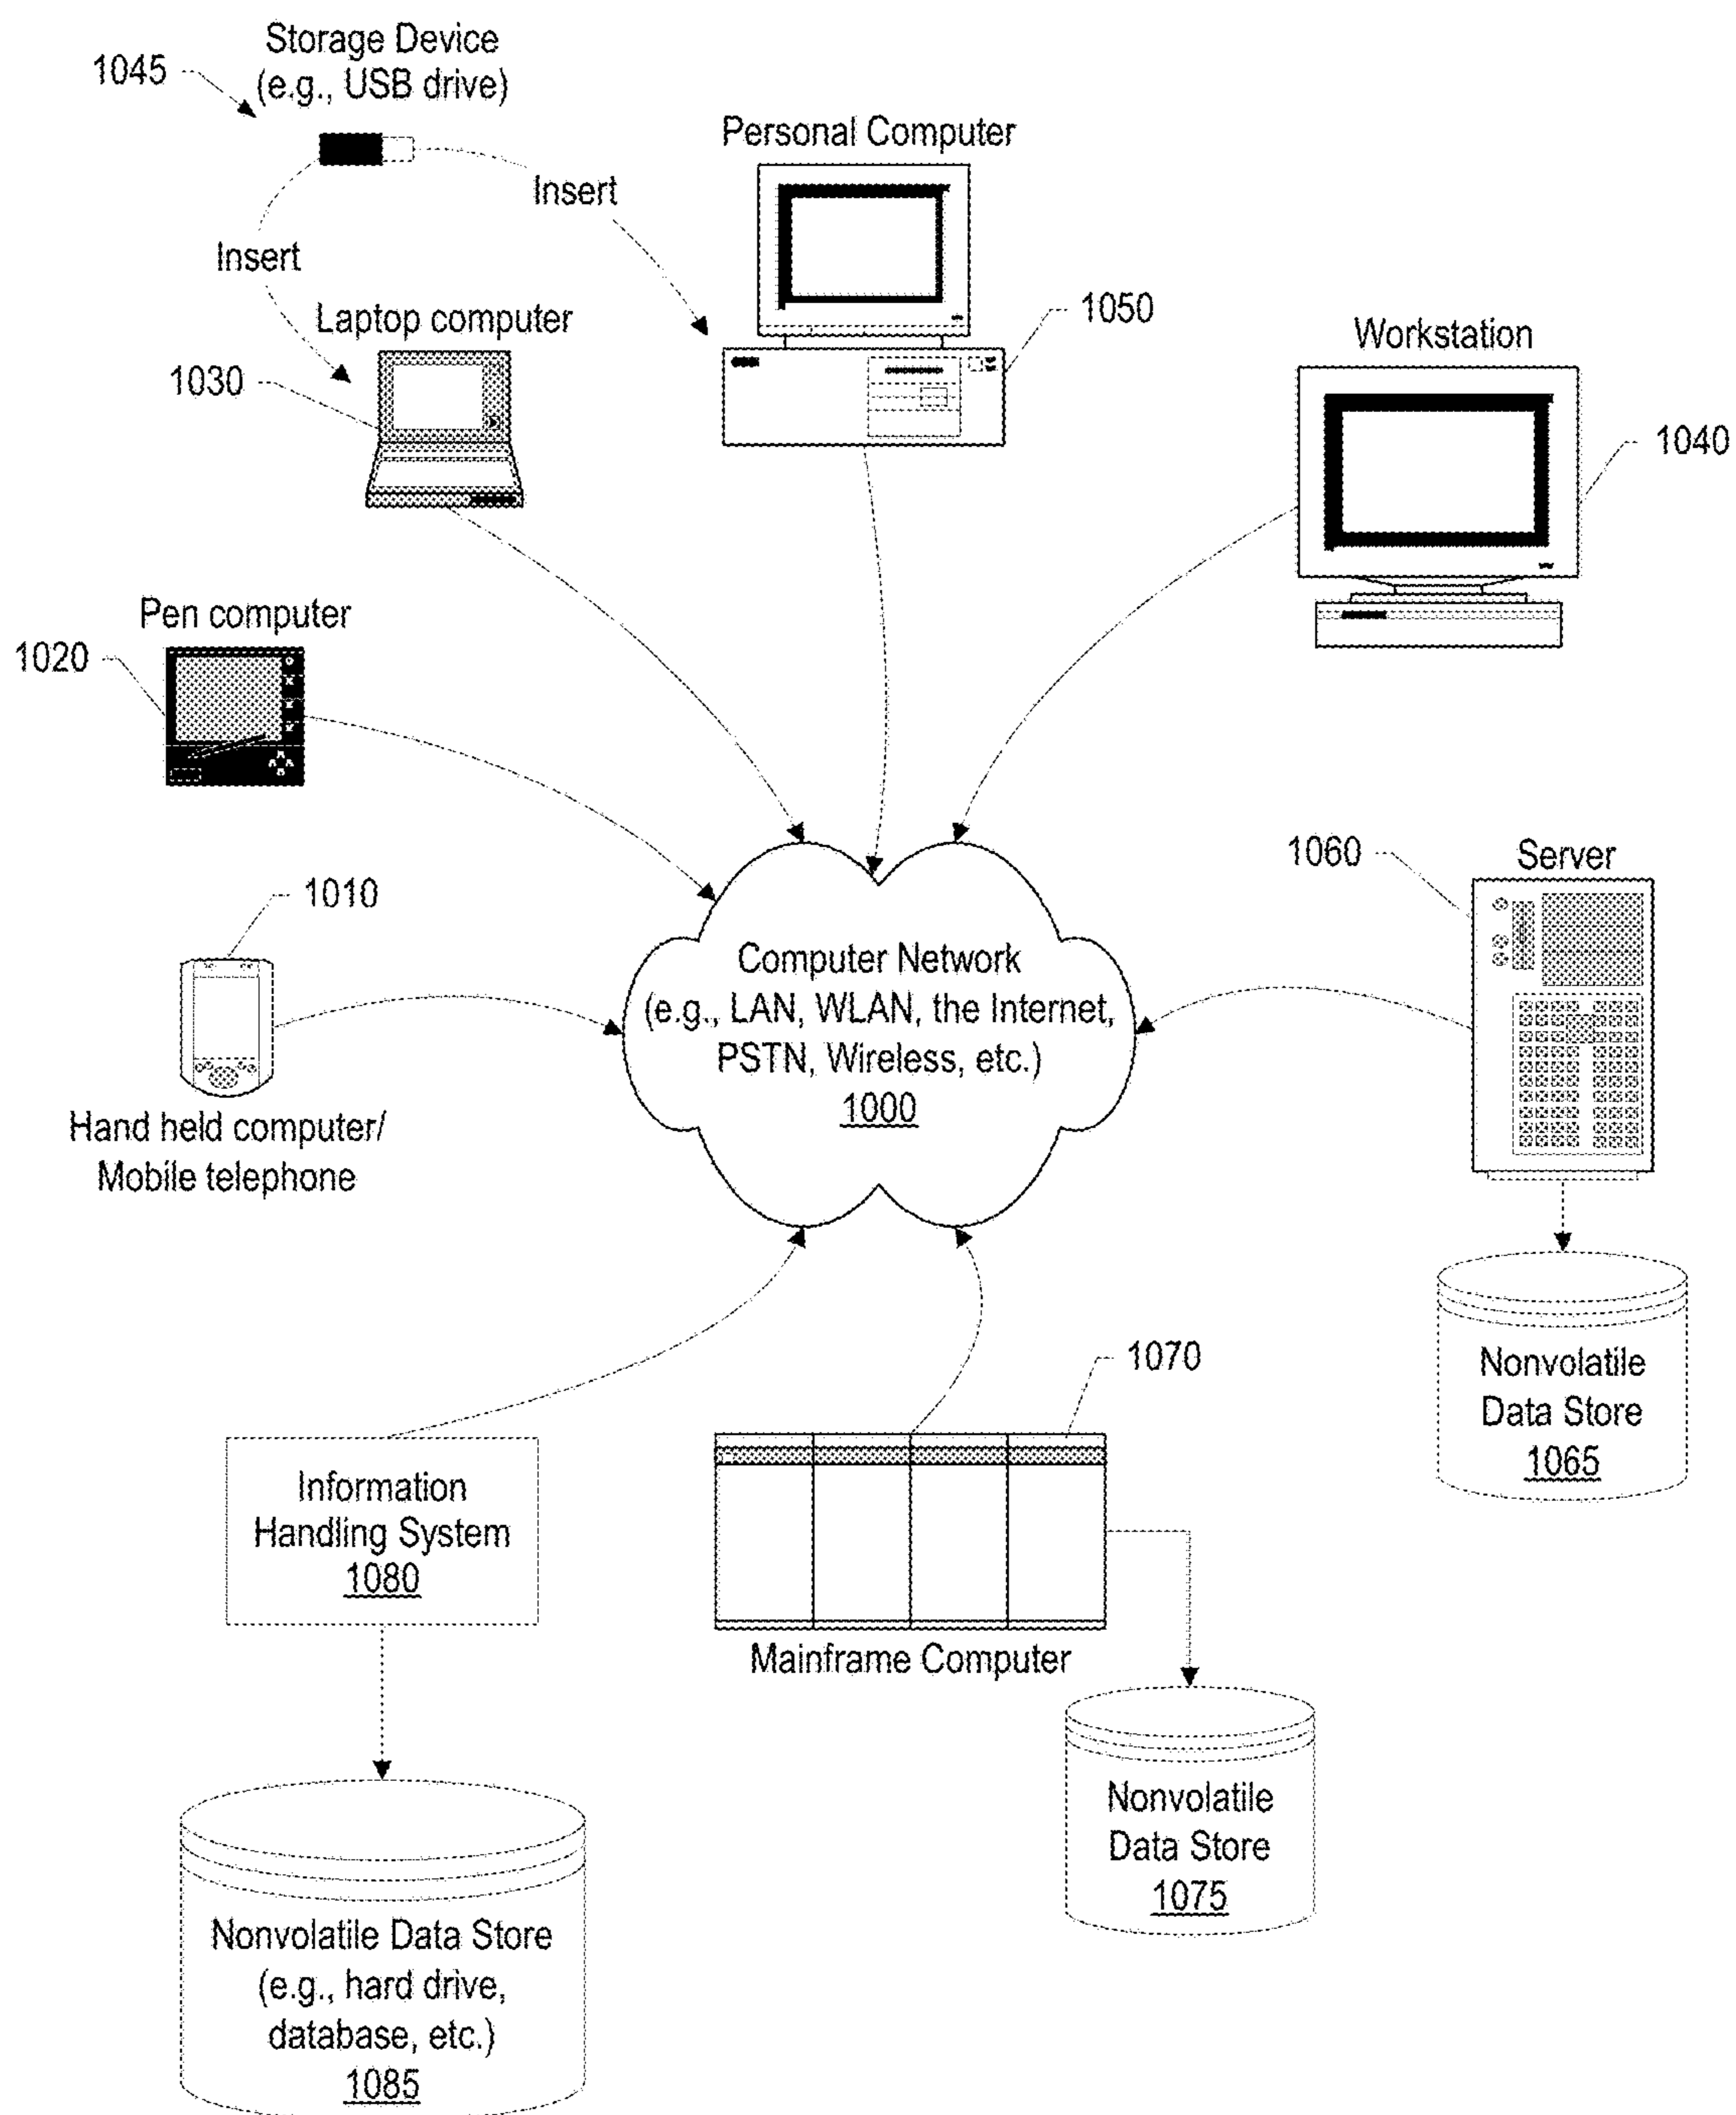 Storage Device
(e.g., USB drive)
1045
Personal Computer
Insert
Insert
Laptop computer
1030
1050
Workstation
1040
Pen computer
1020
1060
Server
1010
Hand held computer/
Mobile telephone
Computer Network
(e.g., LAN, WLAN, the Internet,
PSTN, Wireless, etc.)
1000
Nonvolatile
Data Store
1065
1070
Information
Handling System
1080
Mainframe Computer
Nonvolatile
Data Store
1075
Nonvolatile Data Store
(e.g., hard drive,
database, etc.)
1085